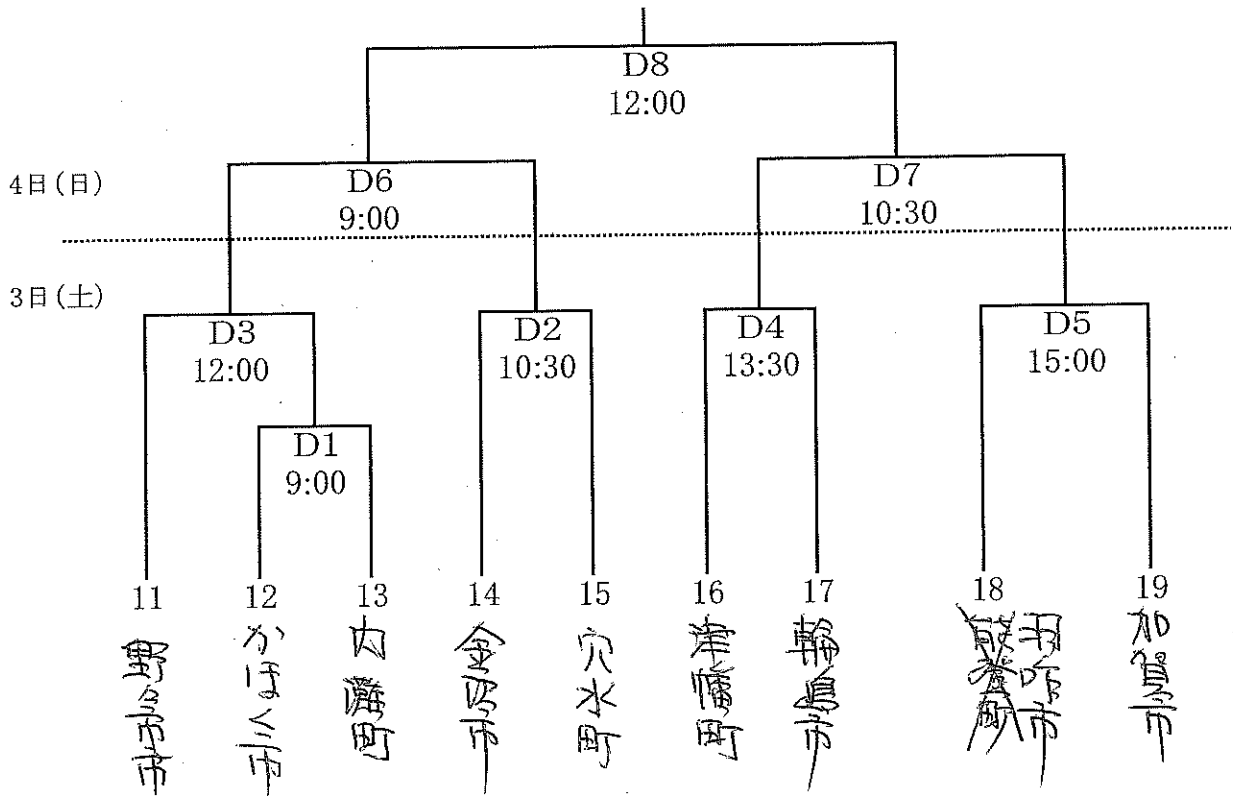 D8
12:00
4日(日)
D6
9:00
D7
10:30
3日(土)
D3
12:00
D2
10:30
D4
13:30
D5
15:00
D1
9:00
11
12
13
14
15
16
17
18
19
野々市市
かほく市
内灘町
金沢市
穴水町
津幡町
輪島市
能登町
羽咋市
加賀市